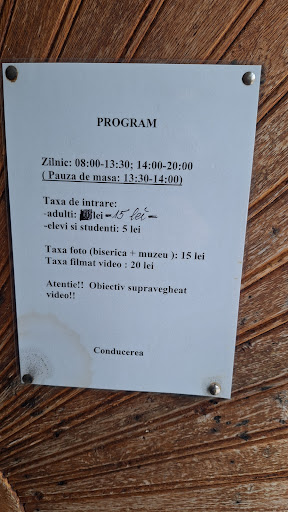 PROGRAM
Zilnic: 08:00-13:30; 14:00-20:00
( Pauza de masa: 13:30-14:00)
Taxa de intrare:
-adulti: lei - 15 lei -
-elevi si studenti: 5 lei
Taxa foto (biserica + muzeu ): 15 lei
Taxa filmat video : 20 lei
Atentie!! Obiectiv supravegheat
video!!
Conducerea